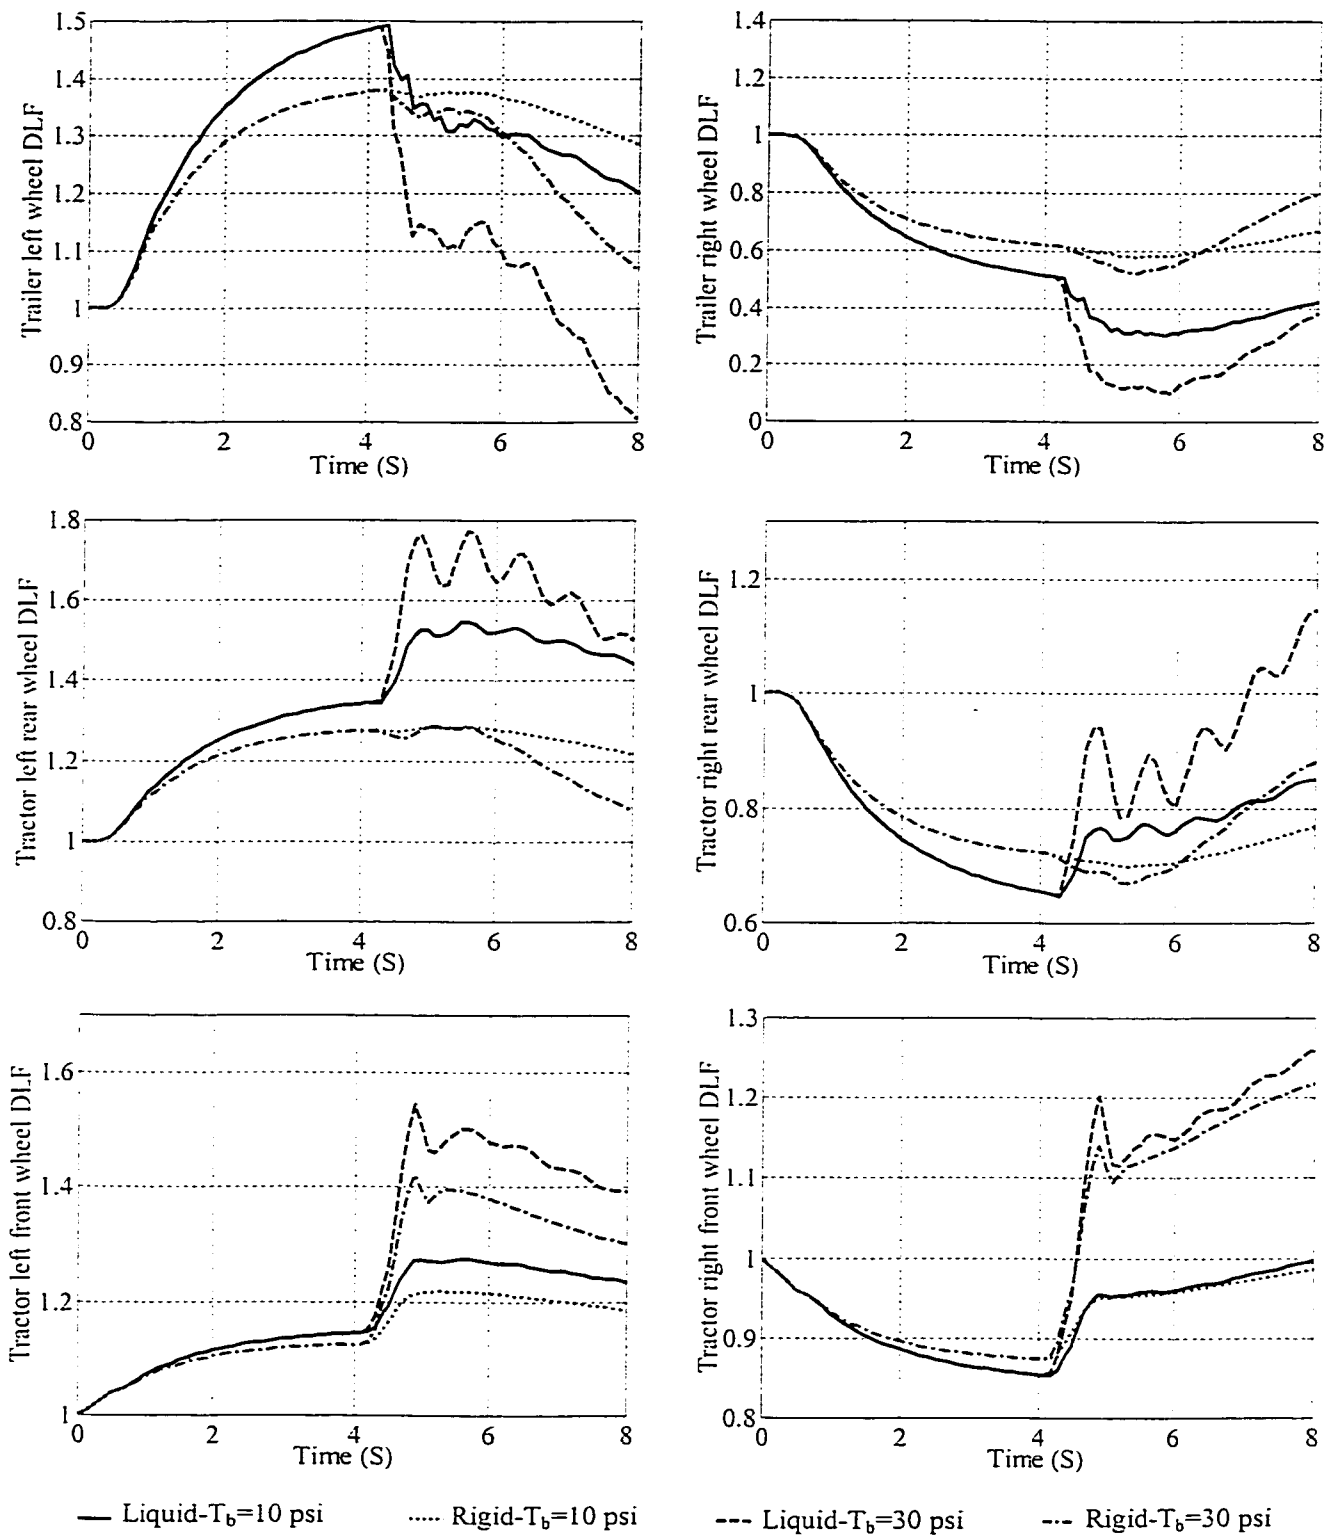 Trailer left wheel DLF
1.5
1.4
1.3
1.2
1.1
1
0.9
0.8
0 2 4 6 8
Time (S)
Trailer right wheel DLF
1.4
1.2
1
0.8
0.6
0.4
0.2
0
0 2 4 6 8
Time (S)
Tractor left rear wheel DLF
1.8
1.6
1.4
1.2
1
0.8
0 2 4 6 8
Time (S)
Tractor right rear wheel DLF
1.2
1
0.8
0.6
0 2 4 6 8
Time (S)
Tractor left front wheel DLF
1.6
1.4
1.2
1
0 2 4 6 8
Time (S)
Tractor right front wheel DLF
1.3
1.2
1.1
1
0.9
0.8
0 2 4 6 8
Time (S)
Liquid-T_b=10 psi Rigid-T_b=10 psi Liquid-T_b=30 psi Rigid-T_b=30 psi